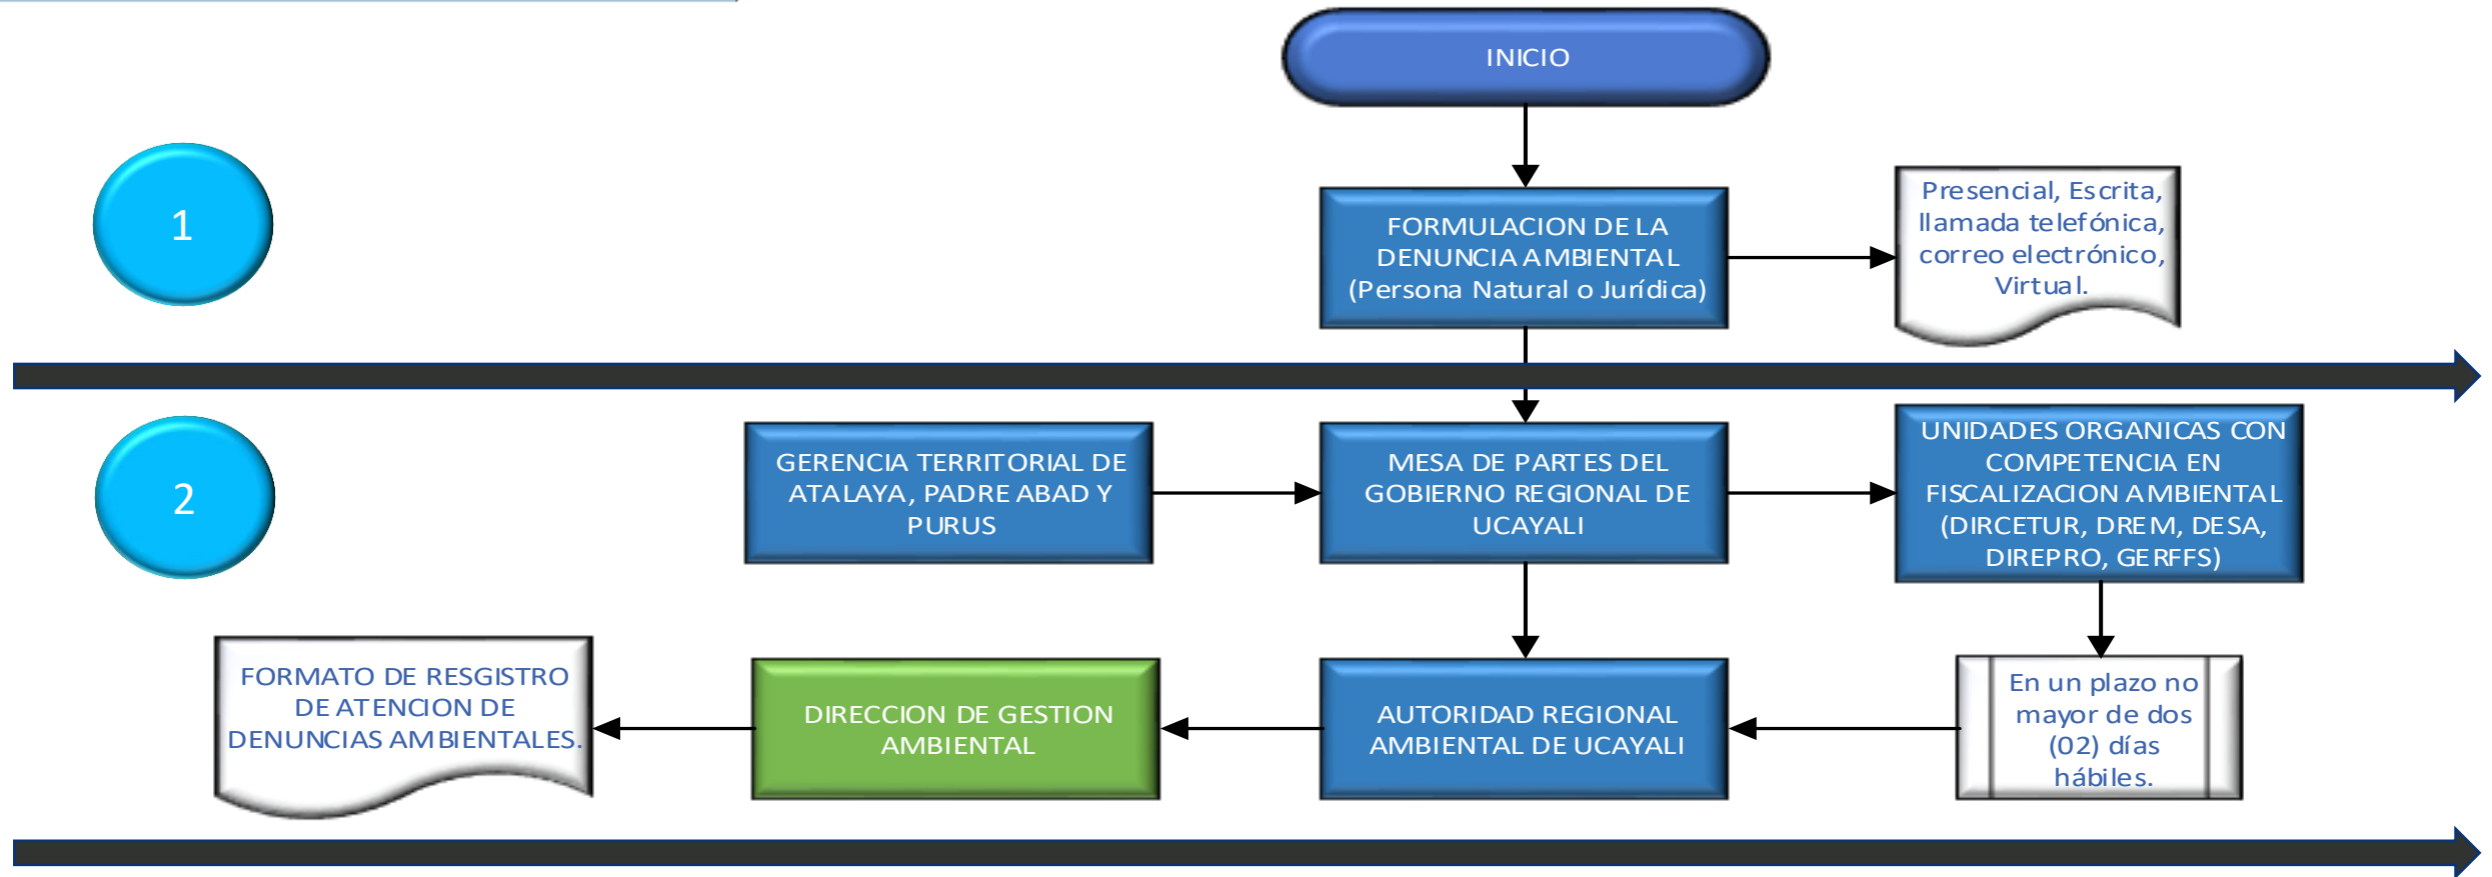 INICIO
1
FORMULACION DE LA
DENUNCIA AMBIENTAL
(Persona Natural o Jurídica)
Presencial, Escrita,
llamada telefónica,
correo electrónico,
Virtual.
2
GERENCIA TERRITORIAL DE
ATALAYA, PADRE ABAD Y
PURUS
MESA DE PARTES DEL
GOBIERNO REGIONAL DE
UCAYALI
UNIDADES ORGANICAS CON
COMPETENCIA EN
FISCALIZACION AMBIENTAL
(DIRCETUR, DREM, DESA,
DIREPRO, GERFFS)
FORMATO DE RESGISTRO
DE ATENCION DE
DENUNCIAS AMBIENTALES.
DIRECCION DE GESTION
AMBIENTAL
AUTORIDAD REGIONAL
AMBIENTAL DE UCAYALI
En un plazo no
mayor de dos
(02) días
hábiles.